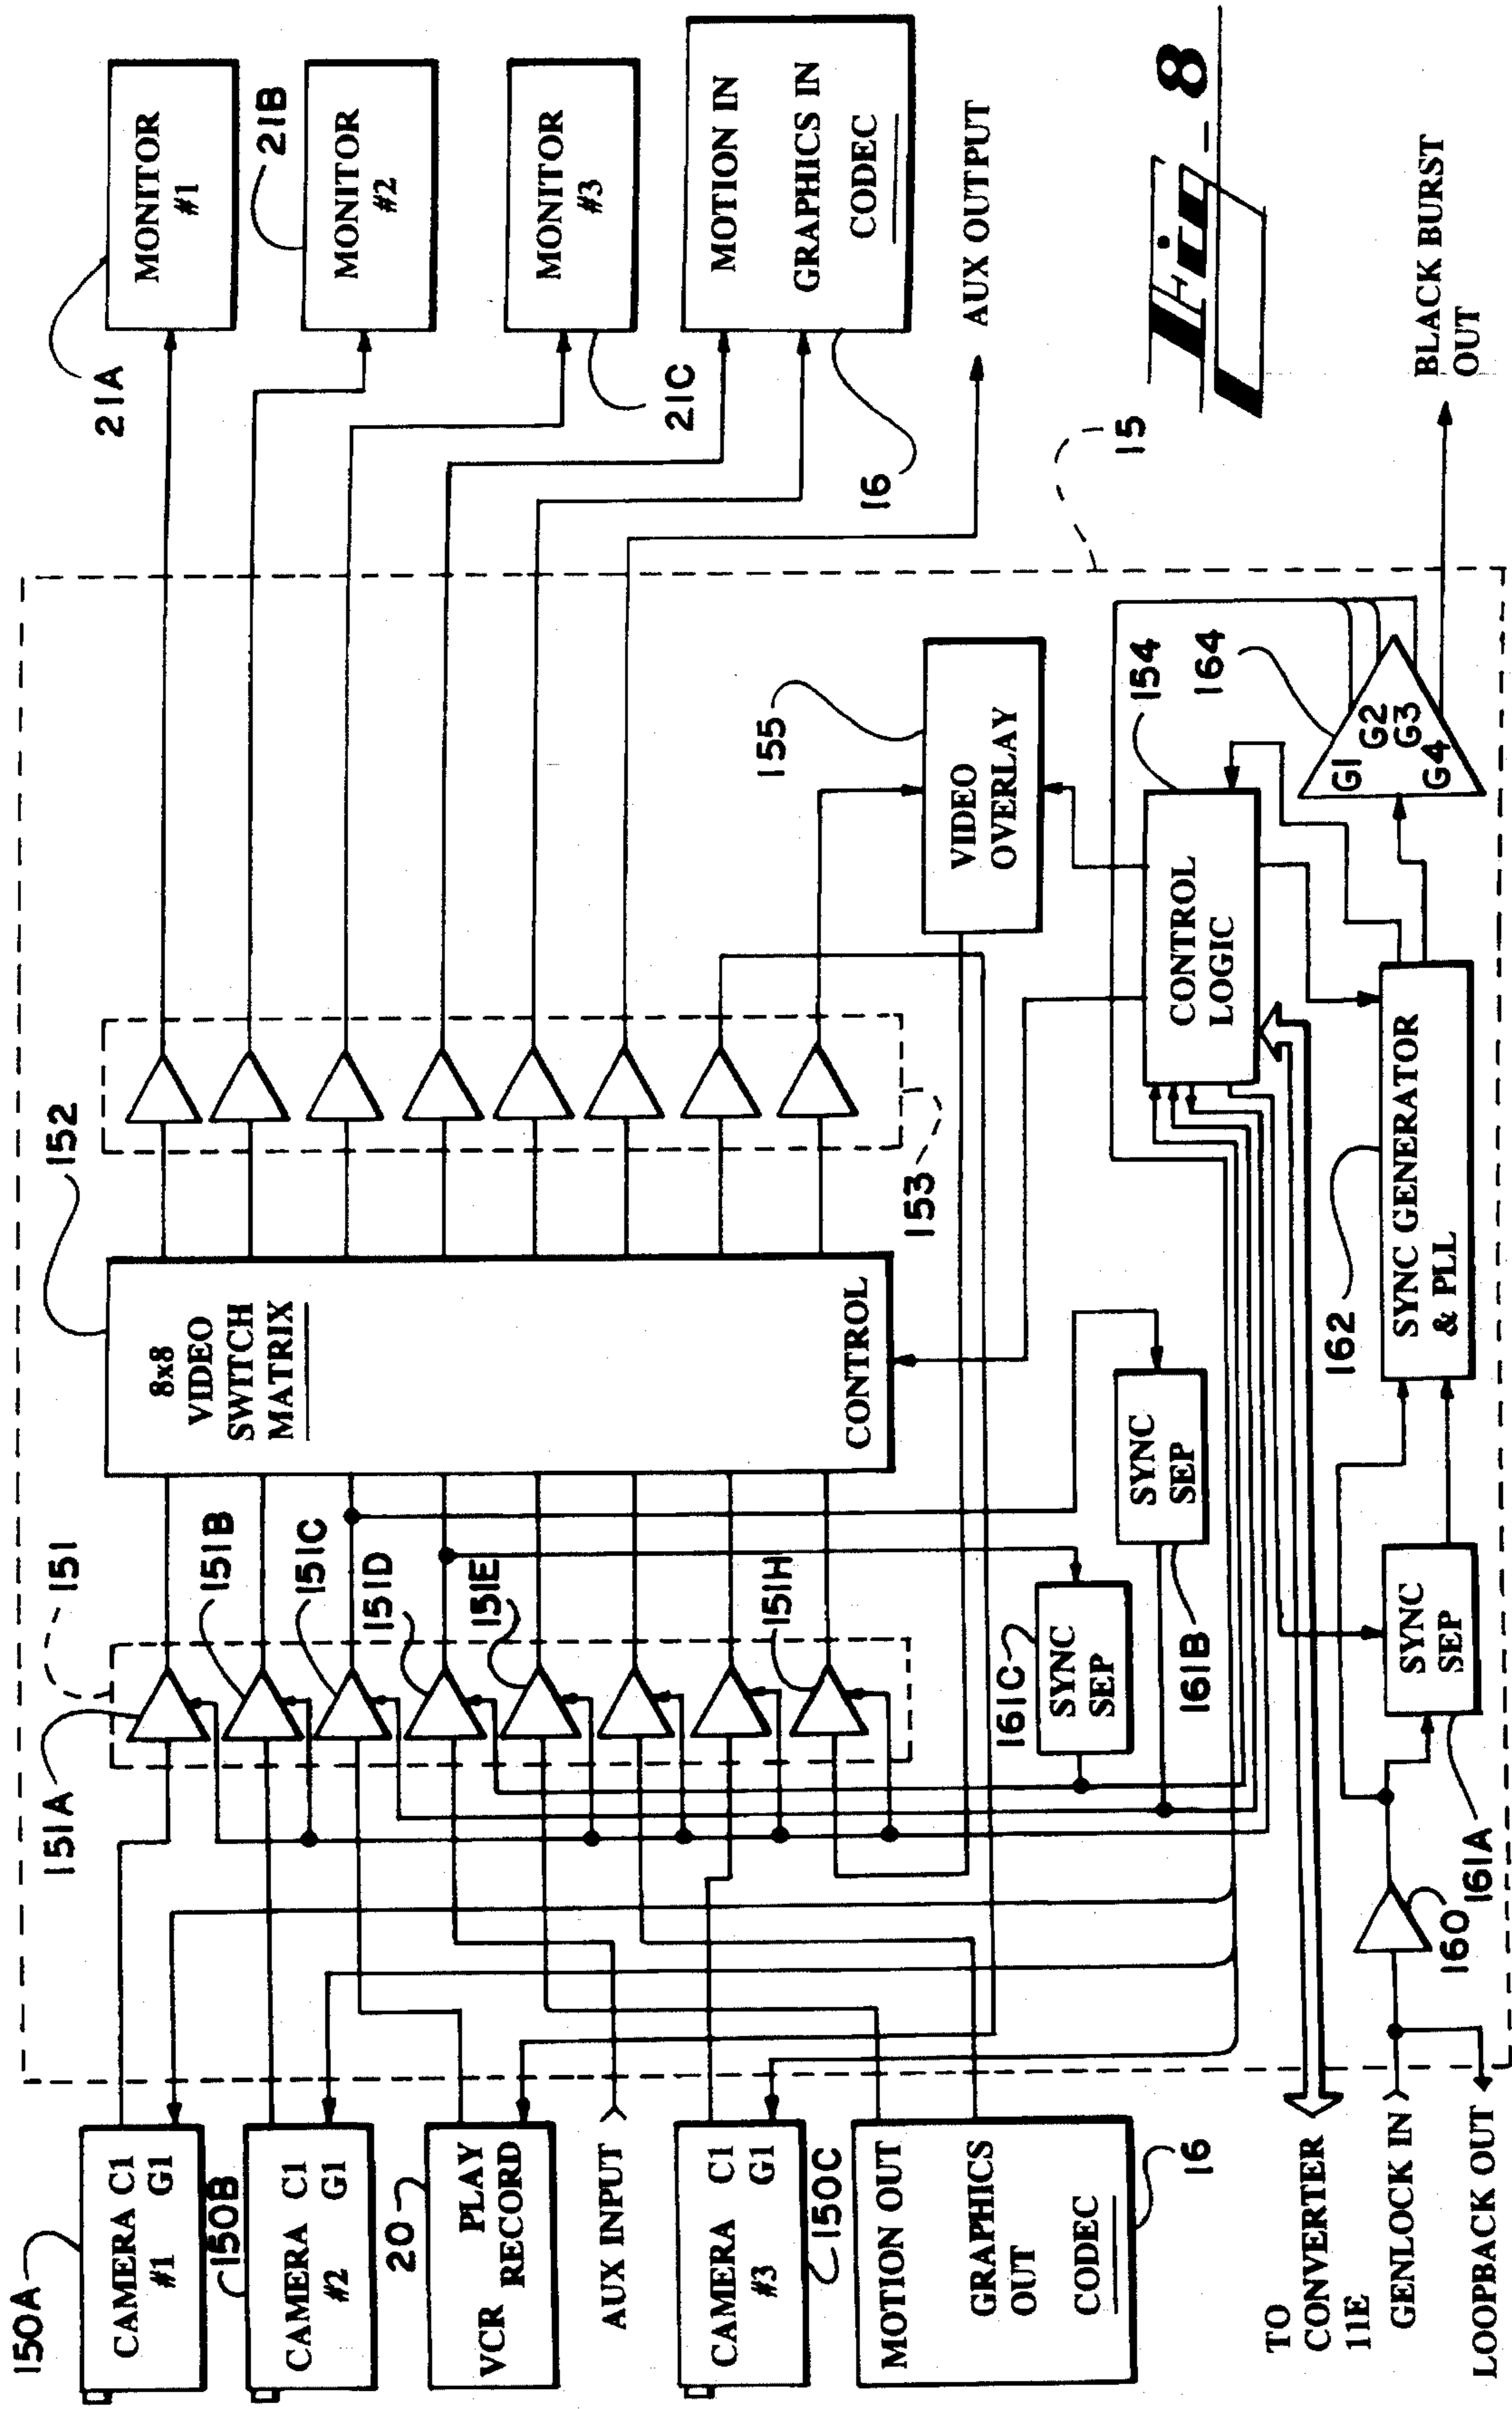 150A
CAMERA C1
#1 G1
150B
CAMERA C1
#2 G1
20
PLAY
VCR RECORD
AUX INPUT
CAMERA C1
#3 G1
150C
MOTION OUT
GRAPHICS
OUT
CODEC
16
TO
CONVERTER
11E
GENLOCK IN
LOOPBACK OUT
151
151A
151B
151C
151D
151E
151H
161C
SYNC
SEP
SYNC
SEP
161B
160
161A
SYNC
SEP
152
8x8
VIDEO
SWITCH
MATRIX
CONTROL
153
162
SYNC GENERATOR
& PLL
155
VIDEO
OVERLAY
154
CONTROL
LOGIC
164
G1
G2
G3
G4
15
21A
MONITOR
#1
21B
MONITOR
#2
MONITOR
#3
21C
MOTION IN
GRAPHICS IN
CODEC
16
AUX OUTPUT
BLACK BURST
OUT
Fig_8